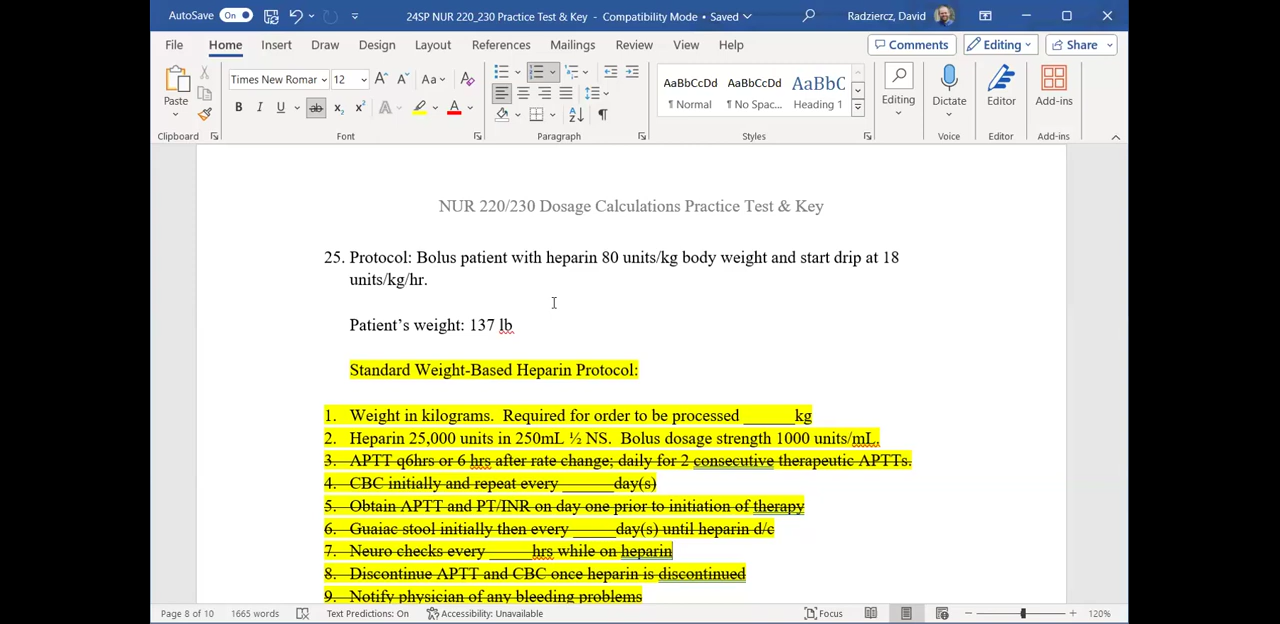 AutoSave On 24SP NUR 220_230 Practice Test & Key - Compatibility Mode • Saved Radziercz, David
File Home Insert Draw Design Layout References Mailings Review View Help Comments Editing Share
Times New Romar 12 Aa AaBbCcDd AaBbCcDd AaBbC
Paste B I U ab x₂ x² A A Normal No Spac... Heading 1 Editing Dictate Editor Add-ins
Clipboard Font Paragraph Styles Voice Editor Add-ins
NUR 220/230 Dosage Calculations Practice Test & Key
25. Protocol: Bolus patient with heparin 80 units/kg body weight and start drip at 18
units/kg/hr.
Patient’s weight: 137 lb
Standard Weight-Based Heparin Protocol:
1. Weight in kilograms. Required for order to be processed ______kg
2. Heparin 25,000 units in 250mL ½ NS. Bolus dosage strength 1000 units/mL.
3. APTT q6hrs or 6 hrs after rate change; daily for 2 consecutive therapeutic APTTs.
4. CBC initially and repeat every ______day(s)
5. Obtain APTT and PT/INR on day one prior to initiation of therapy
6. Guaiac stool initially then every _____day(s) until heparin d/c
7. Neuro checks every _____hrs while on heparin
8. Discontinue APTT and CBC once heparin is discontinued
9. Notify physician of any bleeding problems
Page 8 of 10 1665 words Text Predictions: On Accessibility: Unavailable Focus 120%